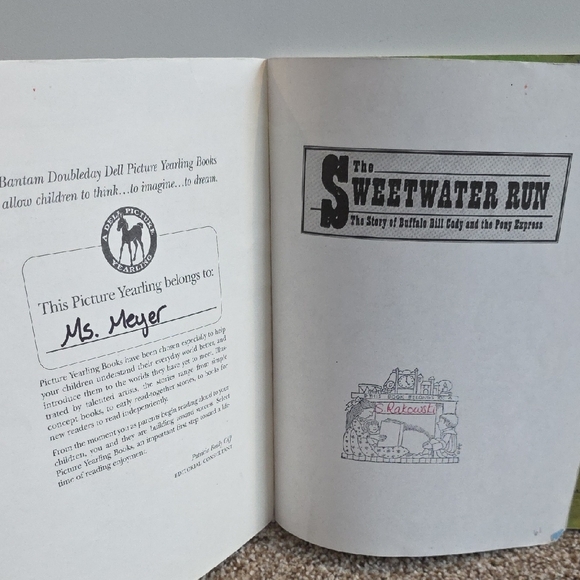 Bantam Doubleday Dell Picture Yearling Books
allow children to think...to imagine...to dream.
A DELL PICTURE
YEARLING
This Picture Yearling belongs to:
Ms. Meyer
Picture Yearling Books have been chosen especially to help
your children understand their everyday world better, and
introduce them to the worlds they have yet to meet. Illus-
trated by talented artists, the stories range from simple
concept books, to early read-together stories, to books for
new readers to read independently.
From the moment you as parents begin reading aloud to your
children, you and they are building toward success. Select
Picture Yearling Books, an important first step toward a life-
time of reading enjoyment.
EDITORIAL CONSULTANT
The
SWEETWATER RUN
The Story of Buffalo Bill Cody and the Pony Express
S. Rakowski